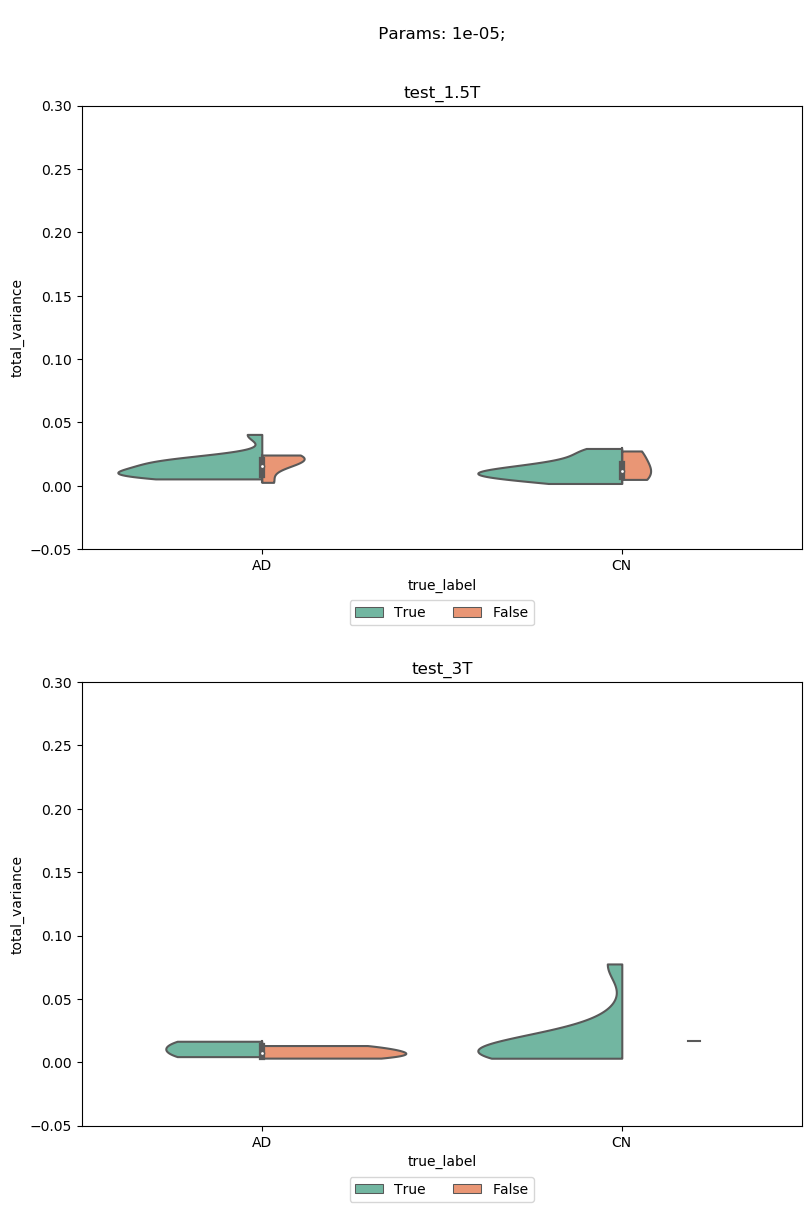 Params: 1e-05;
test_1.5T
0.30
0.25
0.20
0.15
0.10
0.05
0.00
−0.05
total_variance
AD CN
true_label
True False
test_3T
0.30
0.25
0.20
0.15
0.10
0.05
0.00
−0.05
total_variance
AD CN
true_label
True False